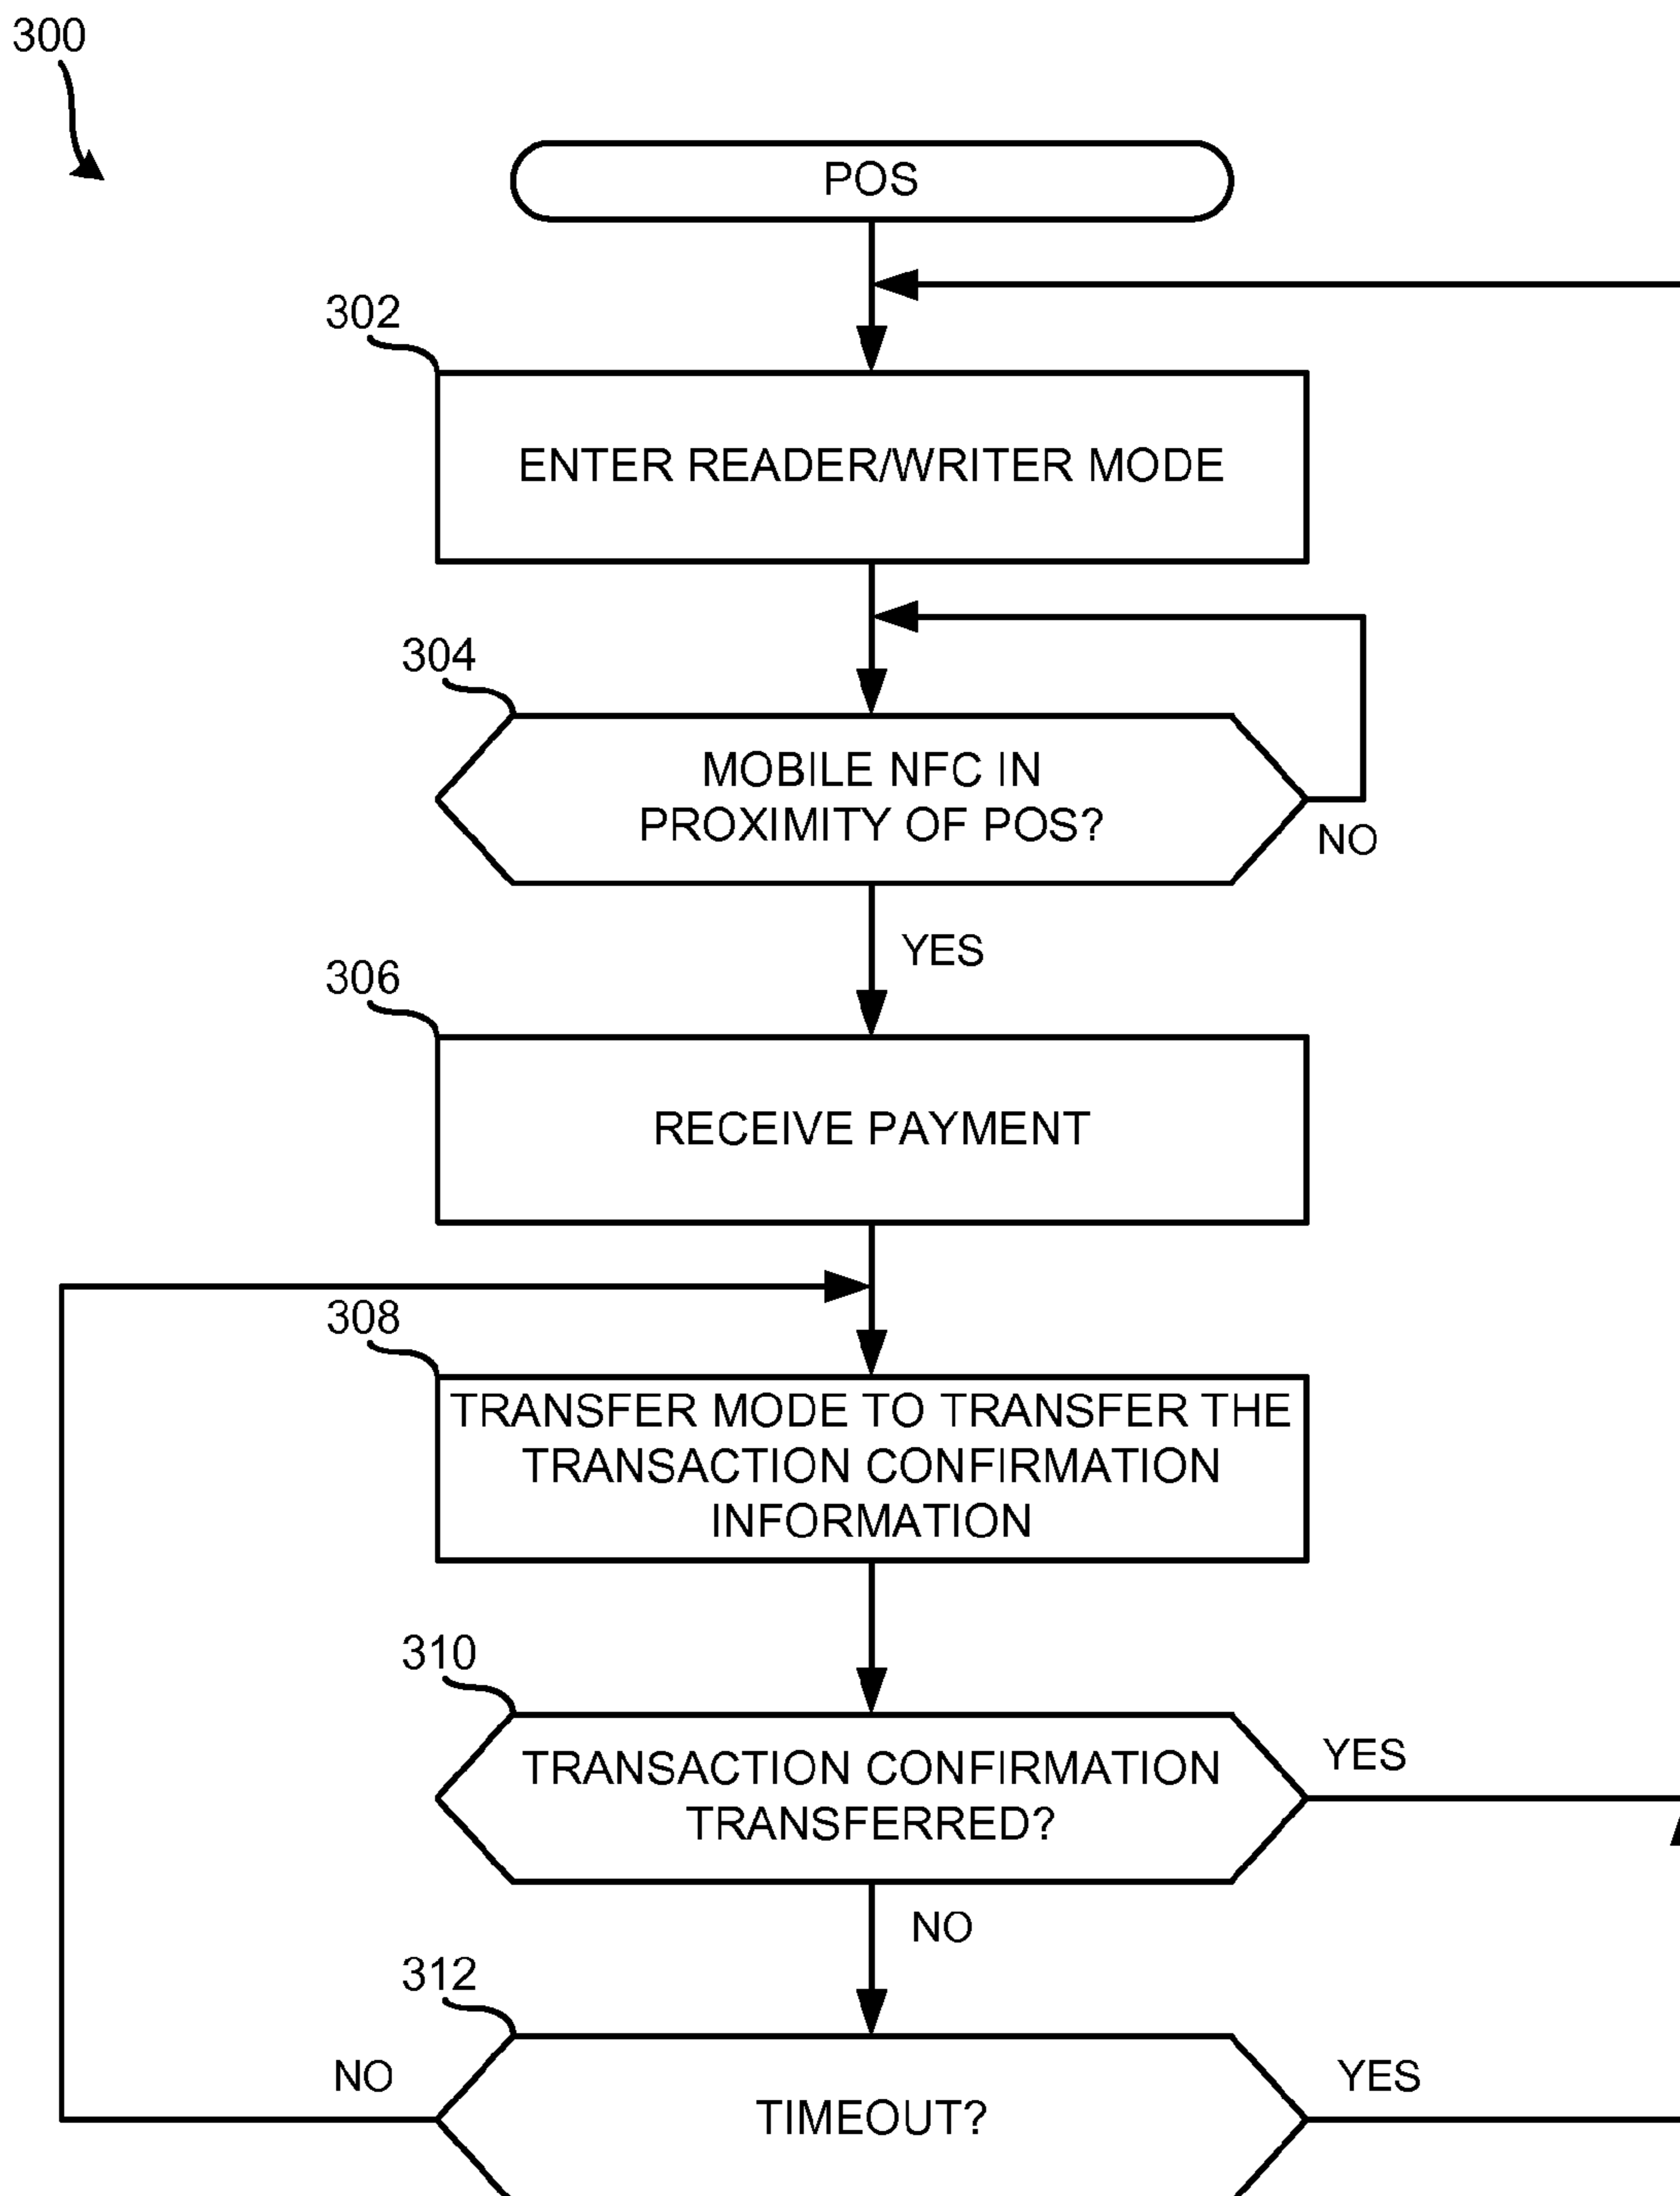 300
POS
302
ENTER READER/WRITER MODE
304
MOBILE NFC IN
PROXIMITY OF POS?
NO
YES
306
RECEIVE PAYMENT
308
TRANSFER MODE TO TRANSFER THE
TRANSACTION CONFIRMATION
INFORMATION
310
TRANSACTION CONFIRMATION
TRANSFERRED?
YES
NO
312
NO
TIMEOUT?
YES